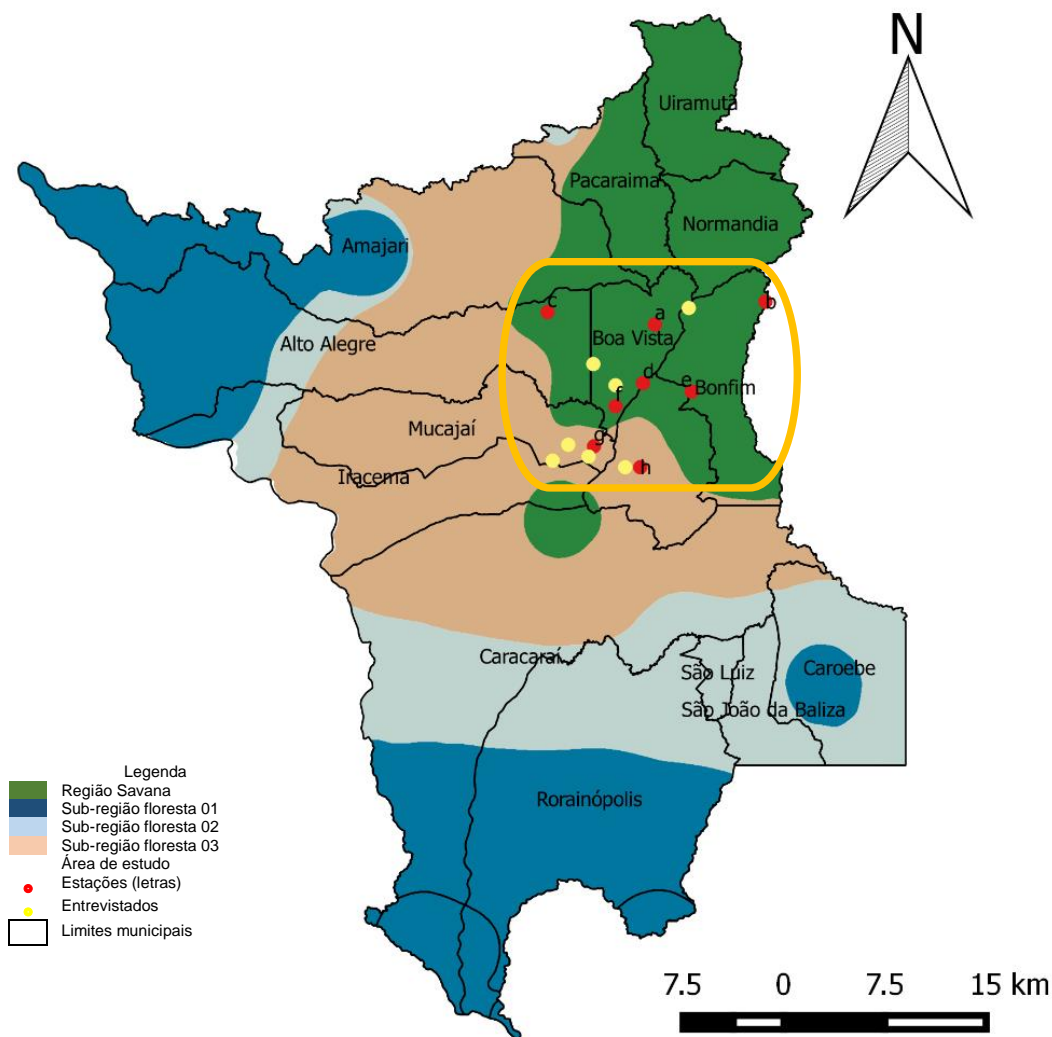 N
Uiramutã
Pacaraima
Normandia
Amajari
c
a
b
Boa Vista
Alto Alegre
d
e
Bonfim
f
Mucajaí
g
h
Iracema
Caracaraí
São Luiz
Caroebe
São João da Baliza
Rorainópolis
Legenda
Região Savana
Sub-região floresta 01
Sub-região floresta 02
Sub-região floresta 03
Área de estudo
Estações (letras)
Entrevistados
Limites municipais
7.5 0 7.5 15 km